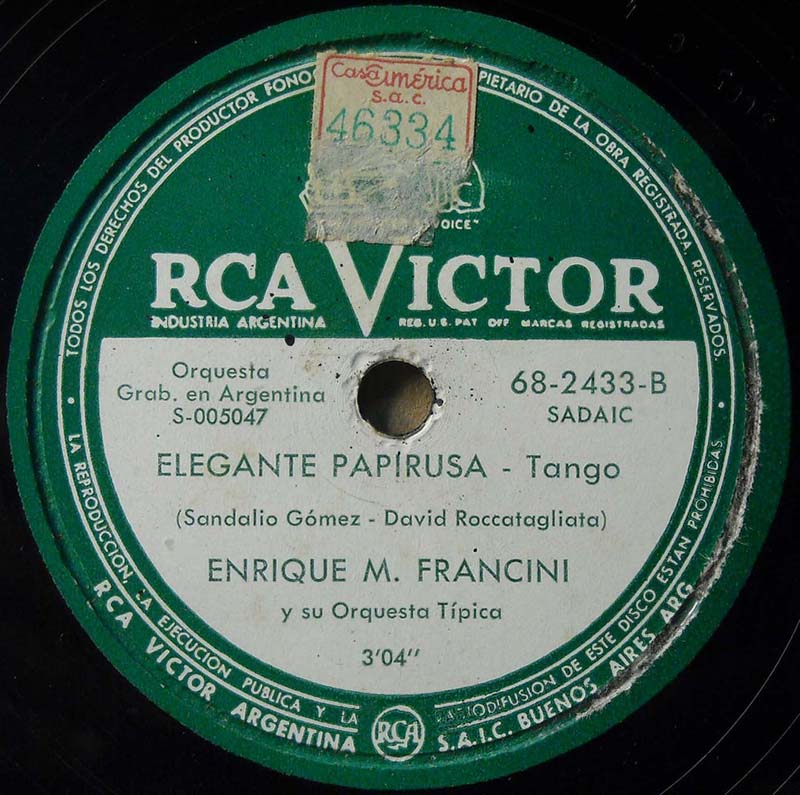 TODOS LOS DERECHOS DEL PRODUCTOR FONO
PIETARIO DE LA OBRA REGISTRADA RESERVADOS.
Casa América
s.a.c.
46334
VOICE"
RCA VICTOR
INDUSTRIA ARGENTINA
REG. U.S. PAT OFF MARCAS REGISTRADAS
Orquesta
Grab. en Argentina
S-005047
68-2433-B
SADAIC
ELEGANTE PAPIRUSA - Tango
(Sandalio Gómez - David Roccatagliata)
ENRIQUE M. FRANCINI
y su Orquesta Típica
3'04"
LA REPRODUCCION, LA EJECUCION PUBLICA Y LA RADIODIFUSION DE ESTE DISCO ESTAN PROHIBIDAS.
RCA VICTOR ARGENTINA
RCA
S.A.I.C. BUENOS AIRES ARG